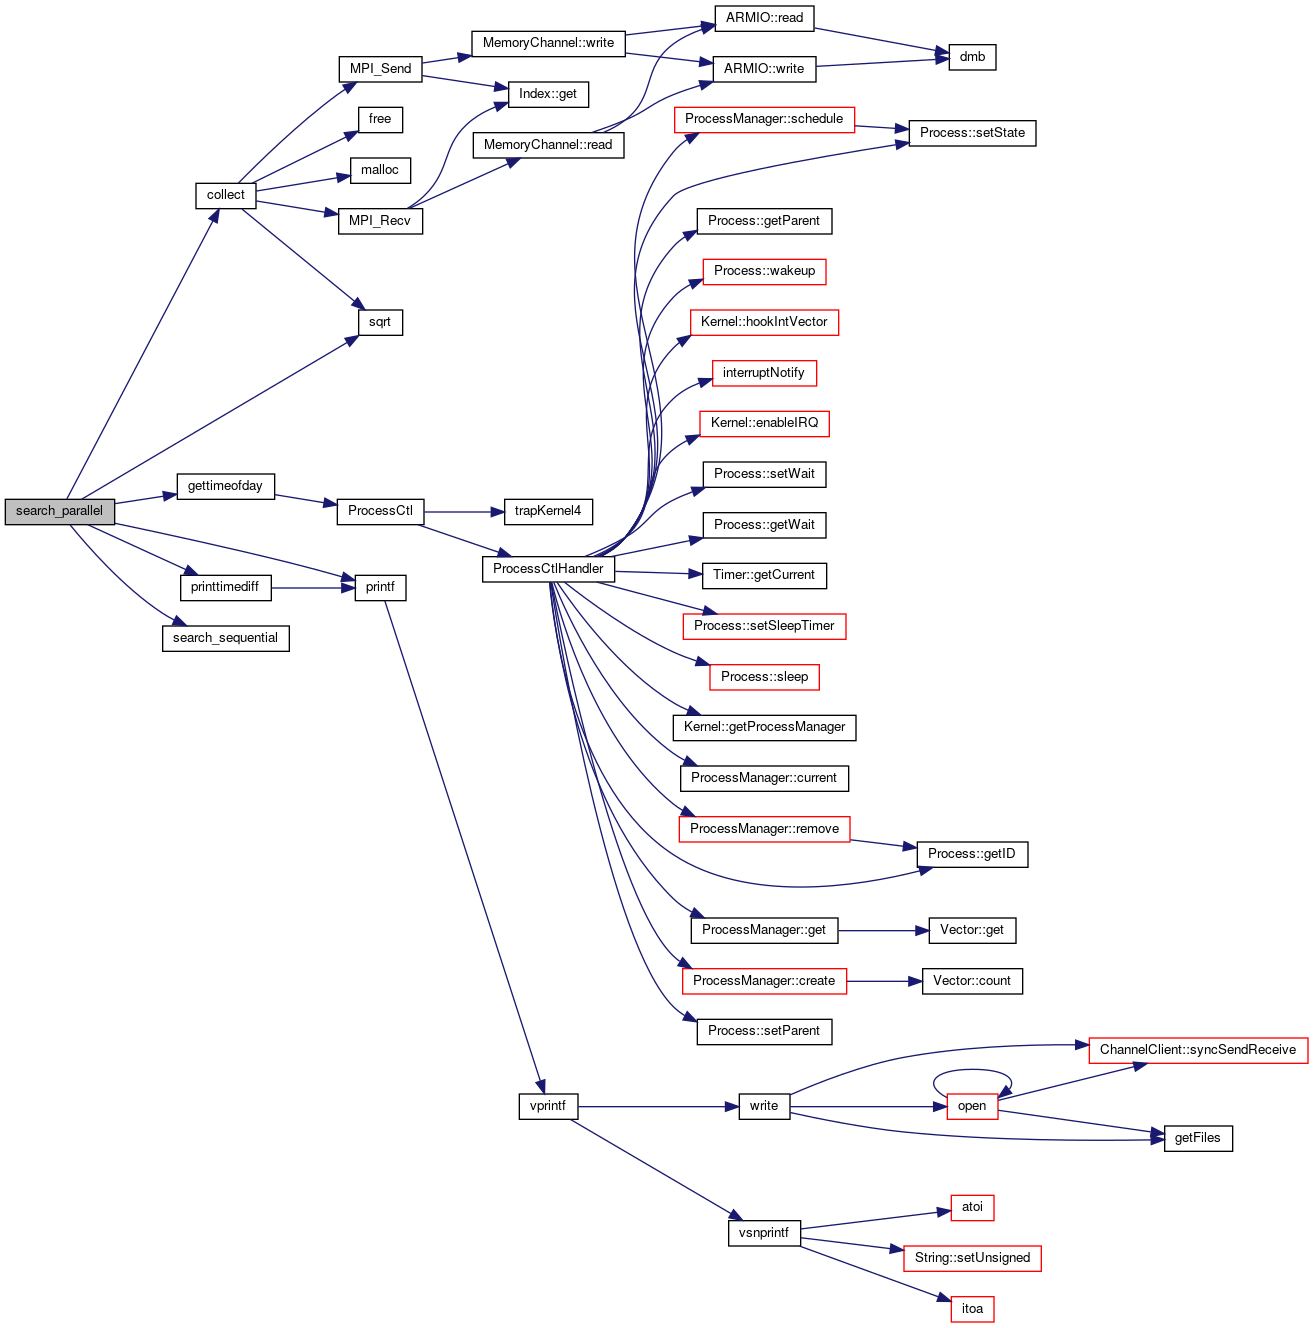 search_parallel
collect
gettimeofday
printtimediff
search_sequential
MPI_Send
free
malloc
MPI_Recv
sqrt
ProcessCtl
printf
MemoryChannel::write
Index::get
MemoryChannel::read
trapKernel4
ProcessCtlHandler
vprintf
ARMIO::read
ARMIO::write
ProcessManager::schedule
Process::getParent
Process::wakeup
Kernel::hookIntVector
interruptNotify
Kernel::enableIRQ
Process::setWait
Process::getWait
Timer::getCurrent
Process::setSleepTimer
Process::sleep
Kernel::getProcessManager
ProcessManager::current
ProcessManager::remove
ProcessManager::get
ProcessManager::create
Process::setParent
write
vsnprintf
dmb
Process::setState
Process::getID
Vector::get
Vector::count
open
atoi
String::setUnsigned
itoa
ChannelClient::syncSendReceive
getFiles